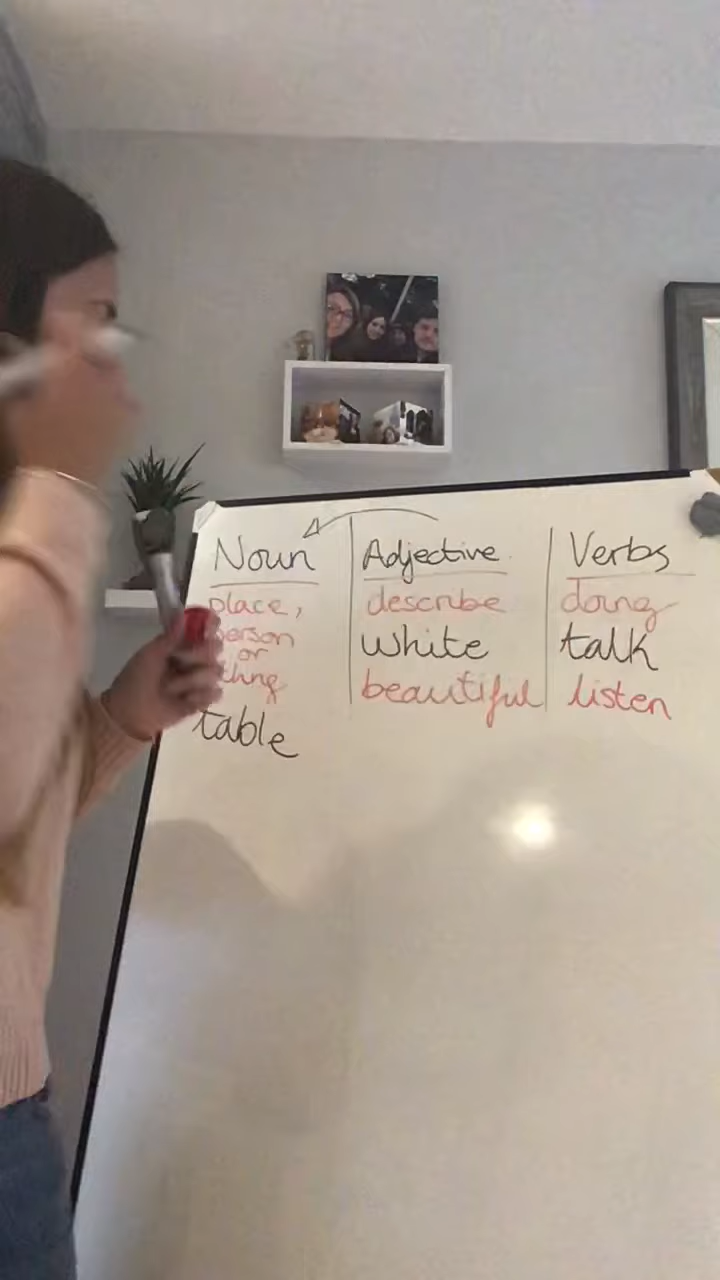 Noun
place,
person
or
thing
table
Adjective
describe
white
beautiful
Verbs
doing
talk
listen